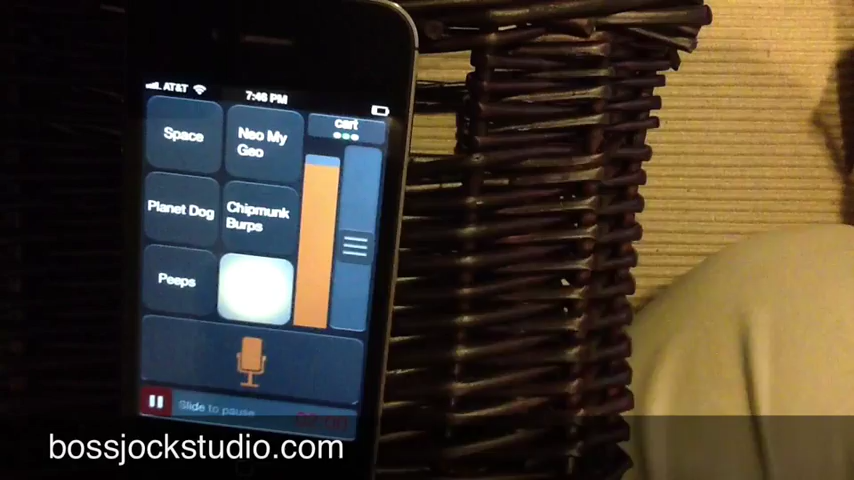 AT&T
7:46 PM
cart
Space
Neo My
Geo
Planet Dog
Chipmunk
Burps
Peeps
Slide to pause
bossjockstudio.com